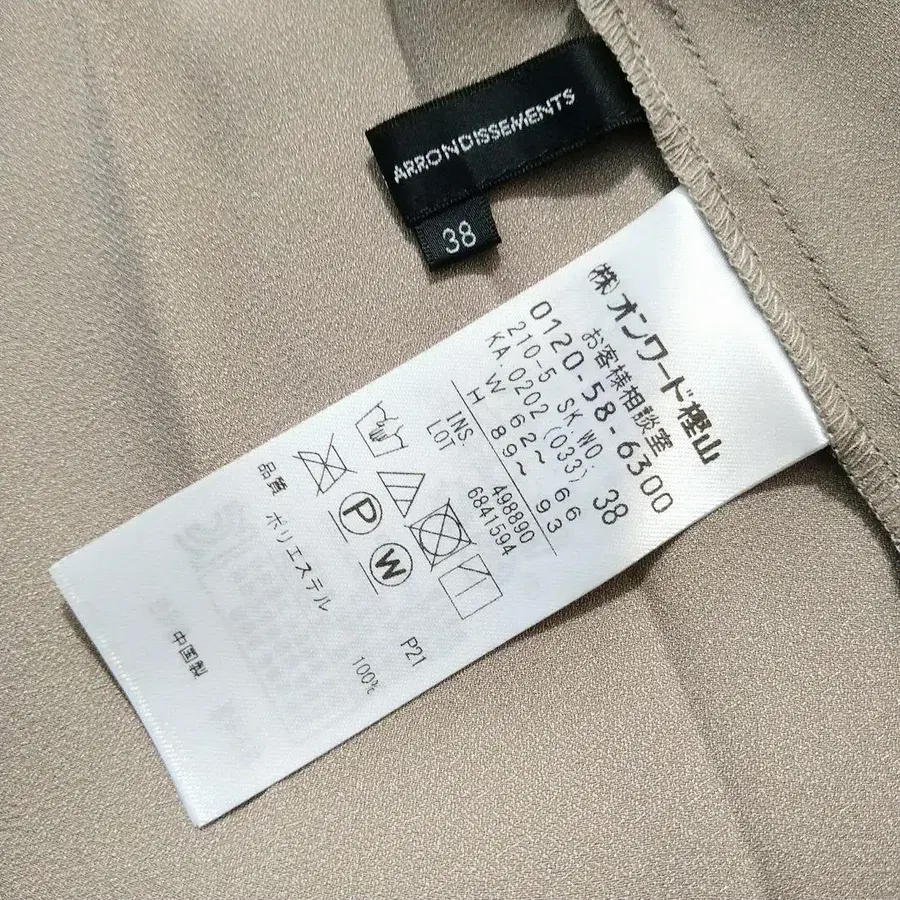 ARRONDISSEMENTS
38
(株)オンワード樫山
お客様相談室
0120-58-6300
210-5 SK WO. 38
KA.0202 (033)
W 62~ 66
H 89~ 93
INS. 498890
LOT 6841594
P
W
P21
品質 ポリエステル 100%
中国製